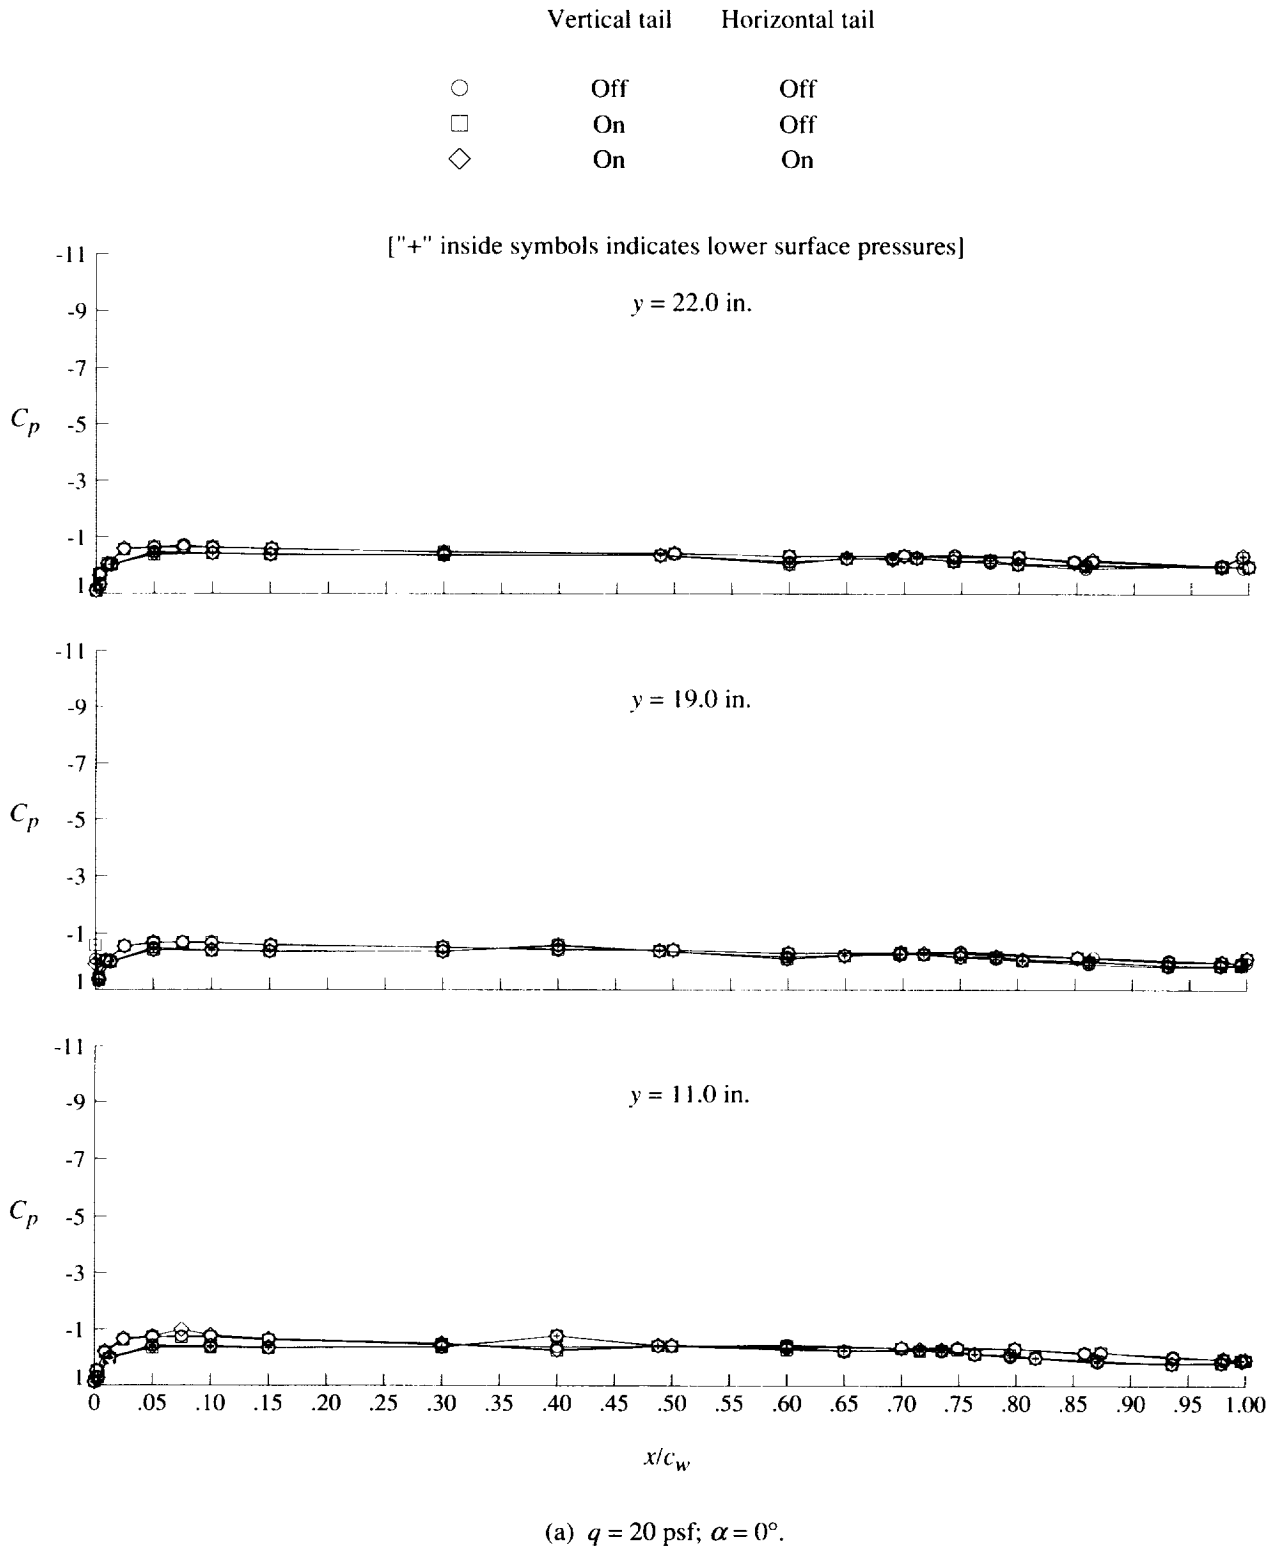 Vertical tail Horizontal tail
Off Off
On Off
On On
["+" inside symbols indicates lower surface pressures]
-11
y = 22.0 in.
-9
-7
-5
Cp
-3
-1
1
-11
y = 19.0 in.
-9
-7
-5
Cp
-3
-1
1
-11
y = 11.0 in.
-9
-7
-5
Cp
-3
-1
1
0 .05 .10 .15 .20 .25 .30 .35 .40 .45 .50 .55 .60 .65 .70 .75 .80 .85 .90 .95 1.00
x/cw
(a) q = 20 psf; α = 0°.